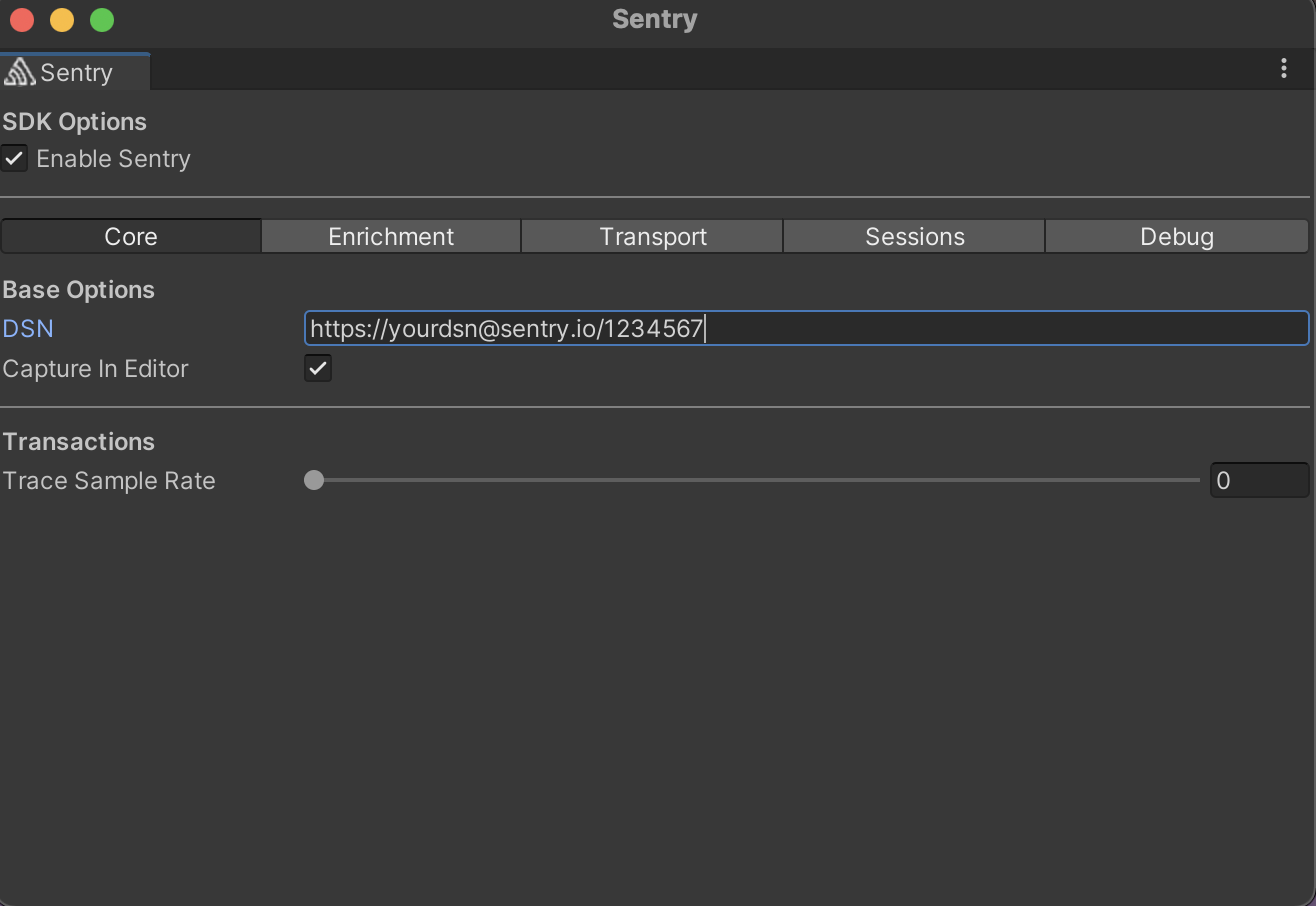 Sentry
Sentry
SDK Options
Enable Sentry
Core Enrichment Transport Sessions Debug
Base Options
DSN https://yourdsn@sentry.io/1234567
Capture In Editor
Transactions
Trace Sample Rate 0